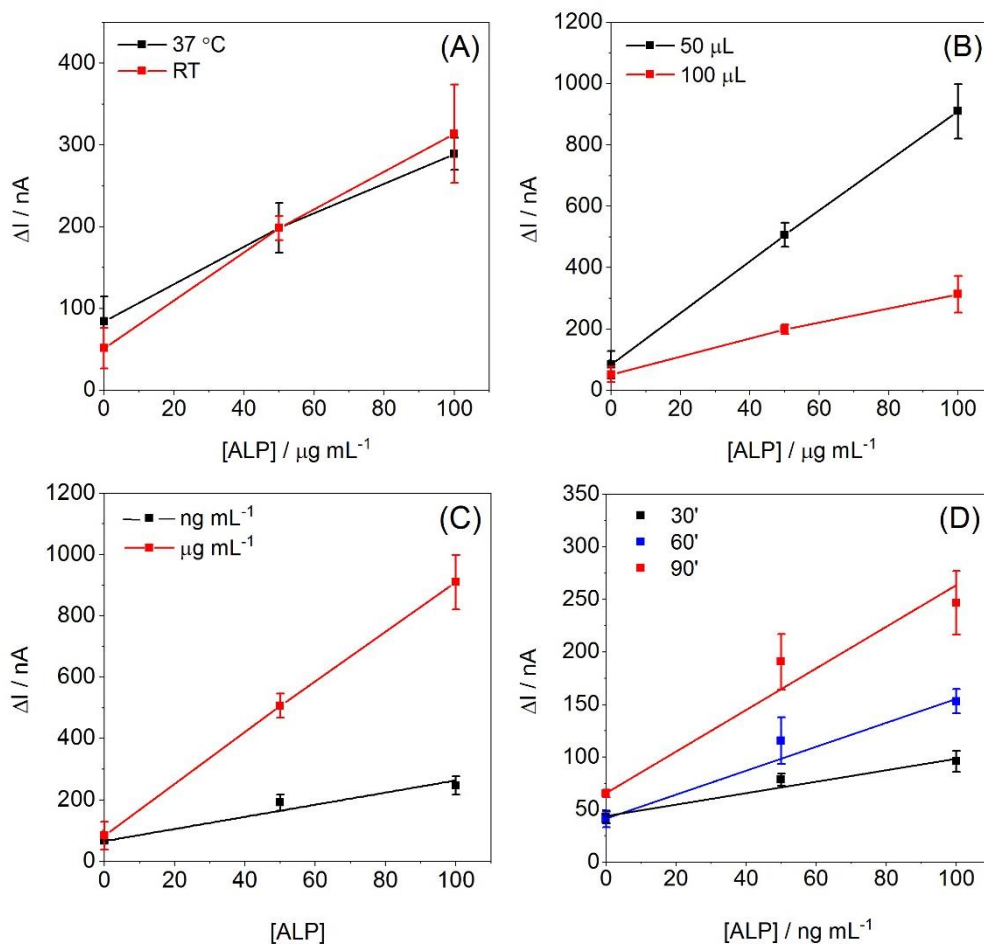 (A)
37 °C
RT
400
300
200
100
0
ΔI / nA
0 20 40 60 80 100
[ALP] / μg mL-1
(B)
50 μL
100 μL
1200
1000
800
600
400
200
0
ΔI / nA
0 20 40 60 80 100
[ALP] / μg mL-1
(C)
ng mL-1
μg mL-1
1200
1000
800
600
400
200
0
ΔI / nA
0 20 40 60 80 100
[ALP]
(D)
30'
60'
90'
350
300
250
200
150
100
50
0
ΔI / nA
0 20 40 60 80 100
[ALP] / ng mL-1